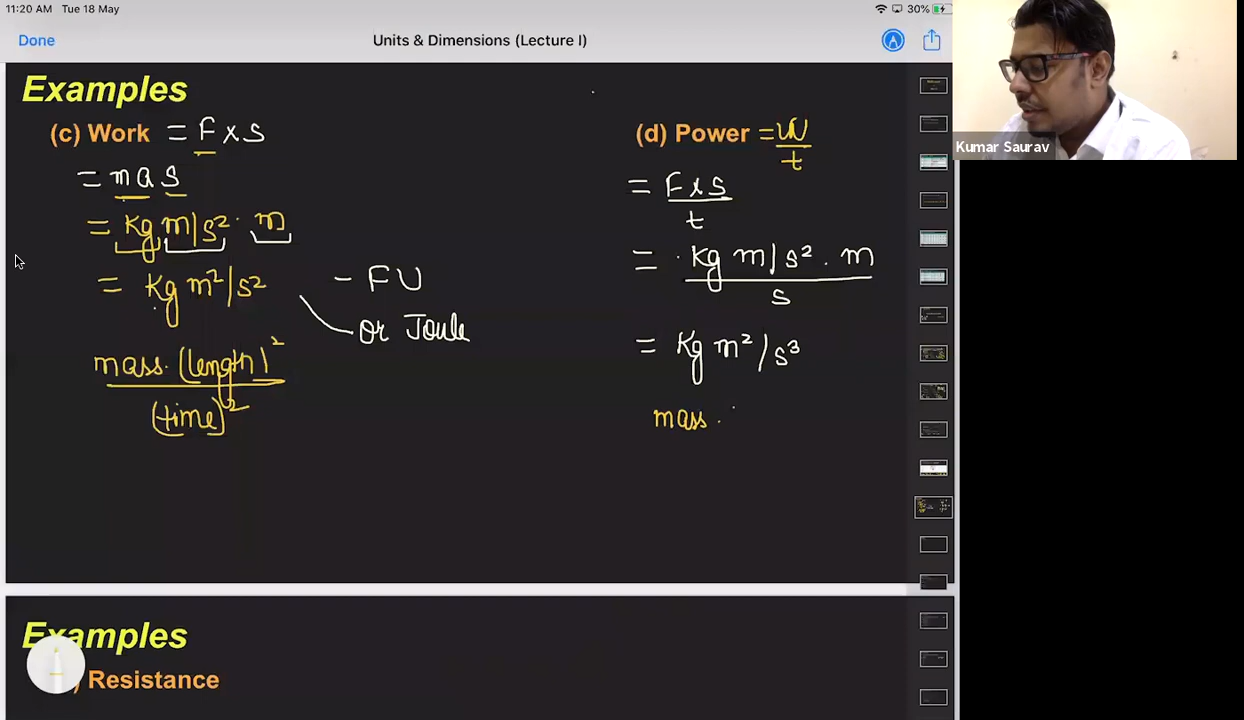 11:20 AM Tue 18 May
30%
Done
Units & Dimensions (Lecture I)
Kumar Saurav
Examples
(c) Work = F x S
= m a S
= Kg m/s² · m
= Kg m²/s²
- FU
or Joule
mass · (length)²
(time)²
(d) Power = W
t
= F x S
t
= Kg m/s² . m
s
= Kg m²/s³
mass ·
Examples
) Resistance